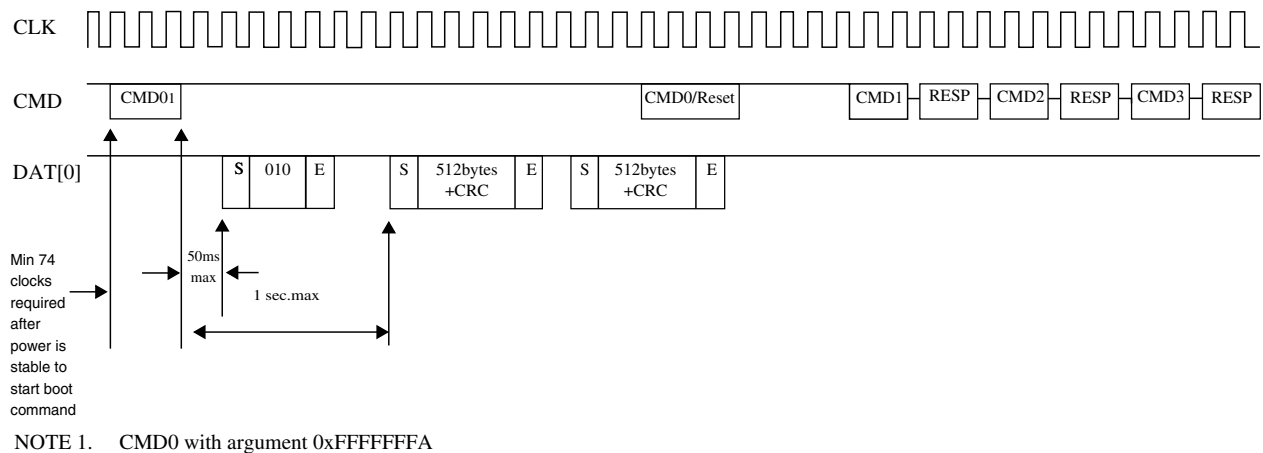 CLK
CMD
CMD01
CMD0/Reset
CMD1
RESP
CMD2
RESP
CMD3
RESP
DAT[0]
S
010
E
S
512bytes
+CRC
E
S
512bytes
+CRC
E
50ms
max
1 sec.max
Min 74
clocks
required
after
power is
stable to
start boot
command
NOTE 1. CMD0 with argument 0xFFFFFFFA